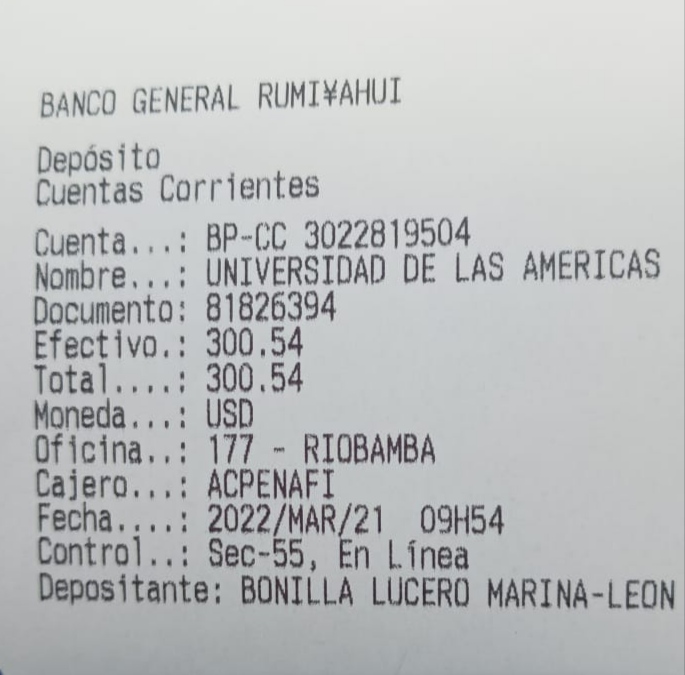 BANCO GENERAL RUMI¥AHUI
Depósito
Cuentas Corrientes
Cuenta...: BP-CC 3022819504
Nombre...: UNIVERSIDAD DE LAS AMERICAS
Documento: 81826394
Efectivo.: 300.54
Total....: 300.54
Moneda...: USD
Oficina..: 177 - RIOBAMBA
Cajero...: ACPENAFI
Fecha....: 2022/MAR/21  09H54
Control..: Sec-55, En Línea
Depositante: BONILLA LUCERO MARINA-LEON